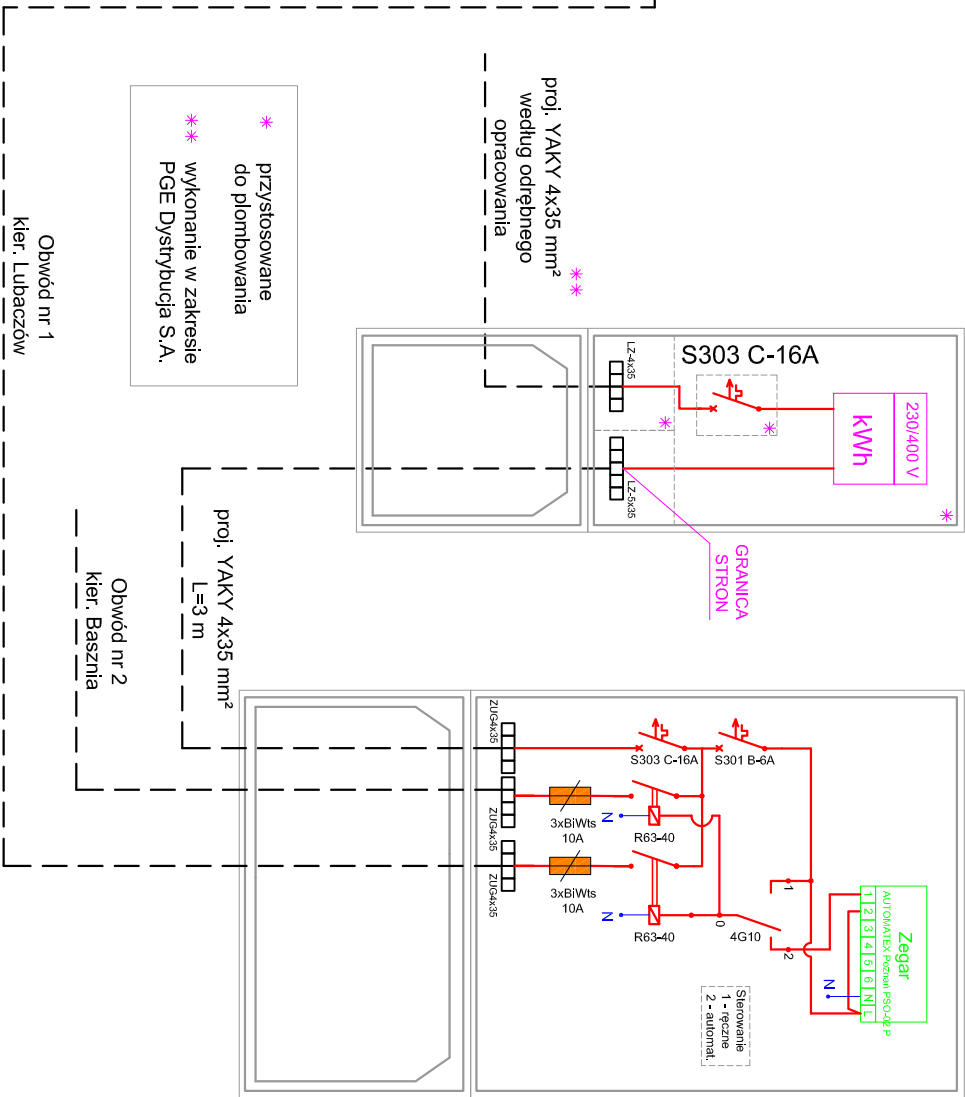 proj. YAKY 4x35 mm²
według odrębnego
opracowania
**
* przystosowane
do plombowania
** wykonanie w zakresie
PGE Dystrybucja S.A.
Obwód nr 1
kier. Lubaczów
S303 C-16A
230/400 V
kWh
*
*
*
LZ-4x35
LZ-5x35
GRANICA
STRON
proj. YAKY 4x35 mm²
L=3 m
Obwód nr 2
kier. Basznia
ZUG4x35
ZUG4x35
ZUG4x35
S303 C-16A
S301 B-6A
3xBiWts
10A
N
R63-40
3xBiWts
10A
N
R63-40
0
4G10
1
2
Zegar
AUTOMATEX Poznań PSO-02 P
1 2 3 4 5 6 N L
N
Sterowanie
1 - ręczne
2 - automat.